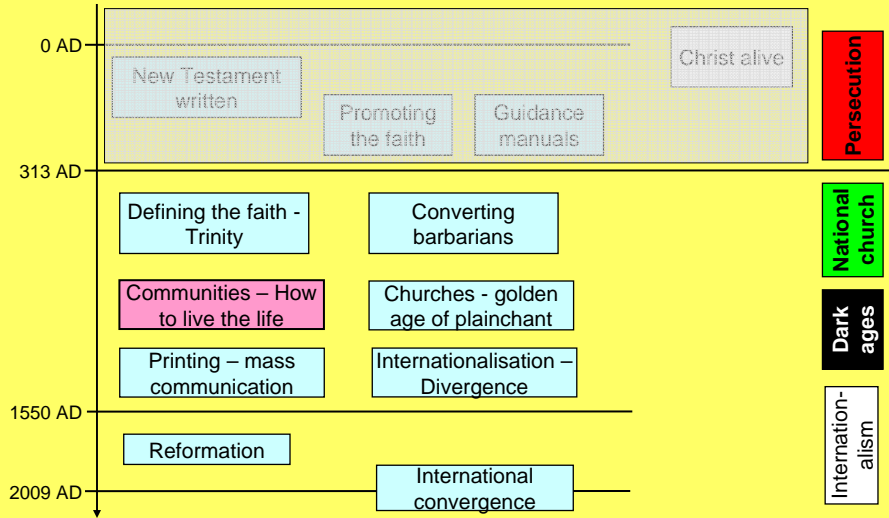 0 AD
Christ alive
New Testament
written
Promoting
the faith
Guidance
manuals
Persecution
313 AD
Defining the faith -
Trinity
Converting
barbarians
National
church
Communities – How
to live the life
Churches - golden
age of plainchant
Dark
ages
Printing – mass
communication
Internationalisation –
Divergence
1550 AD
Internation-
alism
Reformation
International
convergence
2009 AD